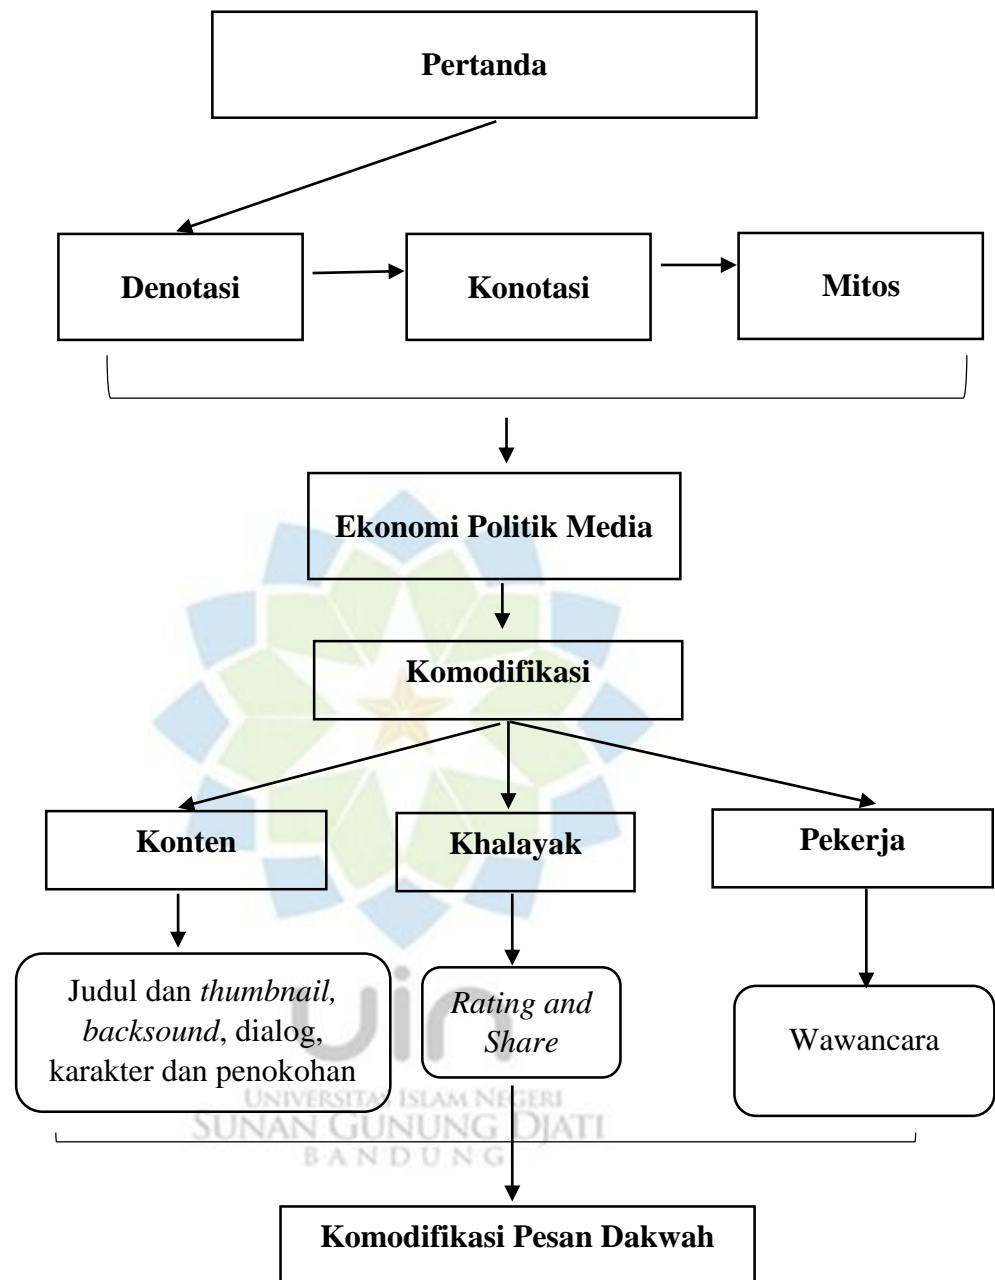 Pertanda
Denotasi
Konotasi
Mitos
Ekonomi Politik Media
Komodifikasi
Konten
Khalayak
Pekerja
Judul dan thumbnail,
backsound, dialog,
karakter dan penokohan
Rating and
Share
Wawancara
uin
UNIVERSITAS ISLAM NEGERI
SUNAN GUNUNG DJATI
BANDUNG
Komodifikasi Pesan Dakwah